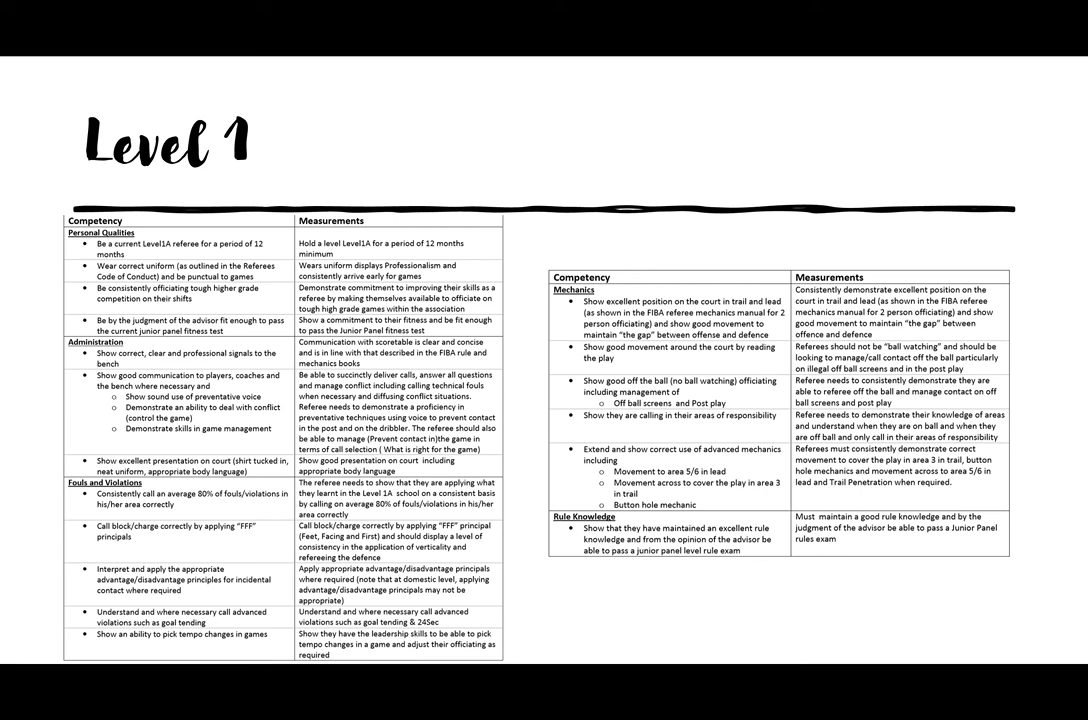 Level 1
Competency
Measurements
Personal Qualities
Be a current Level1A referee for a period of 12
months
Hold a level Level1A for a period of 12 months
minimum
Wear correct uniform (as outlined in the Referees
Code of Conduct) and be punctual to games
Wears uniform displays Professionalism and
consistently arrive early for games
Be consistently officiating tough higher grade
competition on their shifts
Demonstrate commitment to improving their skills as a
referee by making themselves available to officiate on
tough high grade games within the association
Be by the judgment of the advisor fit enough to pass
the current junior panel fitness test
Show a commitment to their fitness and be fit enough
to pass the Junior Panel fitness test
Administration
Show correct, clear and professional signals to the
bench
Communication with scoretable is clear and concise
and is in line with that described in the FIBA rule and
mechanics books
Show good communication to players, coaches and
the bench where necessary and
o Show sound use of preventative voice
o Demonstrate an ability to deal with conflict
(control the game)
o Demonstrate skills in game management
Be able to succinctly deliver calls, answer all questions
and manage conflict including calling technical fouls
when necessary and diffusing conflict situations.
Referee needs to demonstrate a proficiency in
preventative techniques using voice to prevent contact
in the post and on the dribbler. The referee should also
be able to manage (Prevent contact in)the game in
terms of call selection ( What is right for the game)
Show excellent presentation on court (shirt tucked in,
neat uniform, appropriate body language)
Show good presentation on court including
appropriate body language
Fouls and Violations
Consistently call an average 80% of fouls/violations in
his/her area correctly
The referee needs to show that they are applying what
they learnt in the Level 1A school on a consistent basis
by calling on average 80% of fouls/violations in his/her
area correctly
Call block/charge correctly by applying “FFF”
principals
Call block/charge correctly by applying “FFF” principal
(Feet, Facing and First) and should display a level of
consistency in the application of verticality and
refereeing the defence
Interpret and apply the appropriate
advantage/disadvantage principles for incidental
contact where required
Apply appropriate advantage/disadvantage principals
where required (note that at domestic level, applying
advantage/disadvantage principals may not be
appropriate)
Understand and where necessary call advanced
violations such as goal tending
Understand and where necessary call advanced
violations such as goal tending & 24Sec
Show an ability to pick tempo changes in games
Show they have the leadership skills to be able to pick
tempo changes in a game and adjust their officiating as
required
Competency
Measurements
Mechanics
Show excellent position on the court in trail and lead
(as shown in the FIBA referee mechanics manual for 2
person officiating) and show good movement to
maintain “the gap” between offense and defence
Consistently demonstrate excellent position on the
court in trail and lead (as shown in the FIBA referee
mechanics manual for 2 person officiating) and show
good movement to maintain “the gap” between
offence and defence
Show good movement around the court by reading
the play
Referees should not be “ball watching” and should be
looking to manage/call contact off the ball particularly
on illegal off ball screens and in the post play
Show good off the ball (no ball watching) officiating
including management of
o Off ball screens and Post play
Referee needs to consistently demonstrate they are
able to referee off the ball and manage contact on off
ball screens and post play
Show they are calling in their areas of responsibility
Referee needs to demonstrate their knowledge of areas
and understand when they are on ball and when they
are off ball and only call in their areas of responsibility
Extend and show correct use of advanced mechanics
including
o Movement to area 5/6 in lead
o Movement across to cover the play in area 3
in trail
o Button hole mechanic
Referees must consistently demonstrate correct
movement to cover the play in area 3 in trail, button
hole mechanics and movement across to area 5/6 in
lead and Trail Penetration when required.
Rule Knowledge
Show that they have maintained an excellent rule
knowledge and from the opinion of the advisor be
able to pass a junior panel level rule exam
Must maintain a good rule knowledge and by the
judgment of the advisor be able to pass a Junior Panel
rules exam